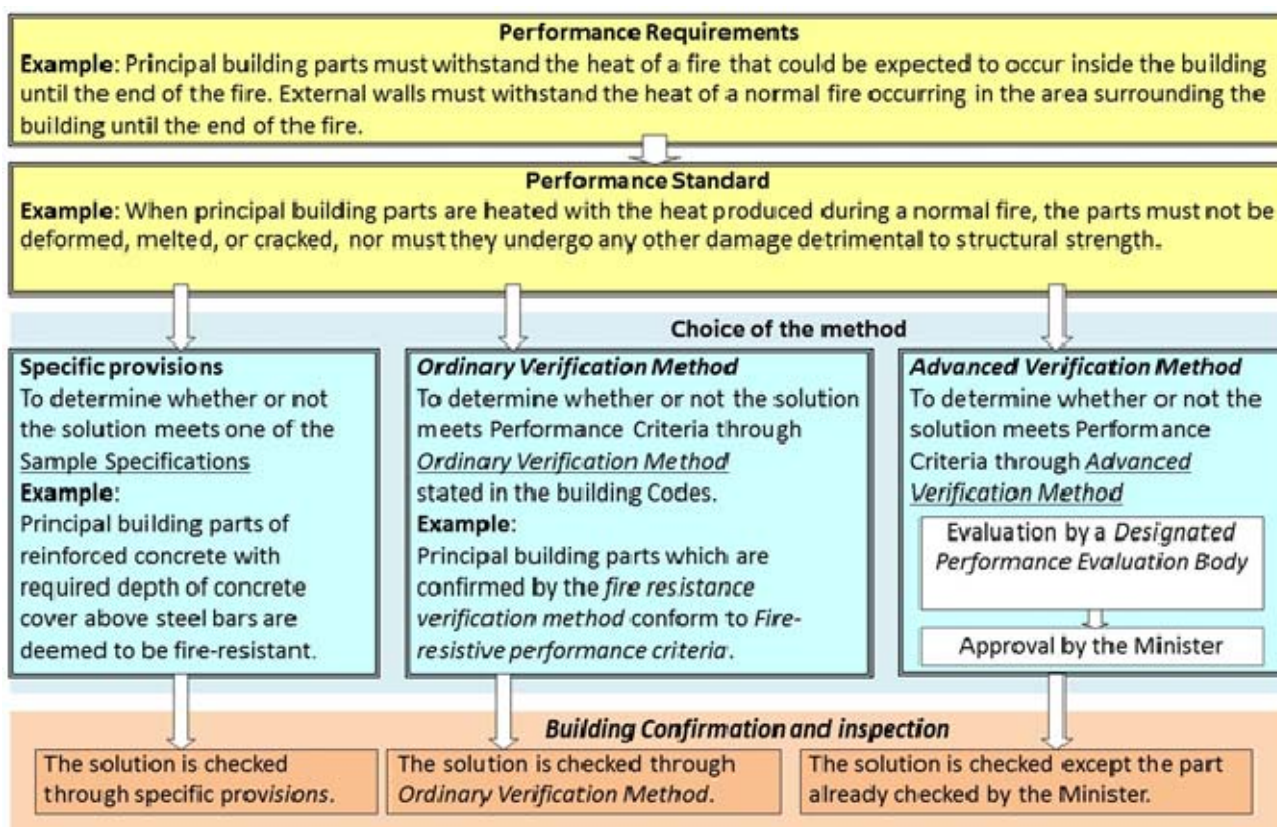 Performance Requirements
Example: Principal building parts must withstand the heat of a fire that could be expected to occur inside the building
until the end of the fire. External walls must withstand the heat of a normal fire occurring in the area surrounding the
building until the end of the fire.
Performance Standard
Example: When principal building parts are heated with the heat produced during a normal fire, the parts must not be
deformed, melted, or cracked, nor must they undergo any other damage detrimental to structural strength.
Choice of the method
Specific provisions
To determine whether or not
the solution meets one of the
Sample Specifications
Example:
Principal building parts of
reinforced concrete with
required depth of concrete
cover above steel bars are
deemed to be fire-resistant.
Ordinary Verification Method
To determine whether or not the solution
meets Performance Criteria through
Ordinary Verification Method
stated in the building Codes.
Example:
Principal building parts which are
confirmed by the fire resistance
verification method conform to Fire-
resistive performance criteria.
Advanced Verification Method
To determine whether or not the
solution meets Performance
Criteria through Advanced
Verification Method
Evaluation by a Designated
Performance Evaluation Body
Approval by the Minister
Building Confirmation and inspection
The solution is checked
through specific provisions.
The solution is checked through
Ordinary Verification Method.
The solution is checked except the part
already checked by the Minister.